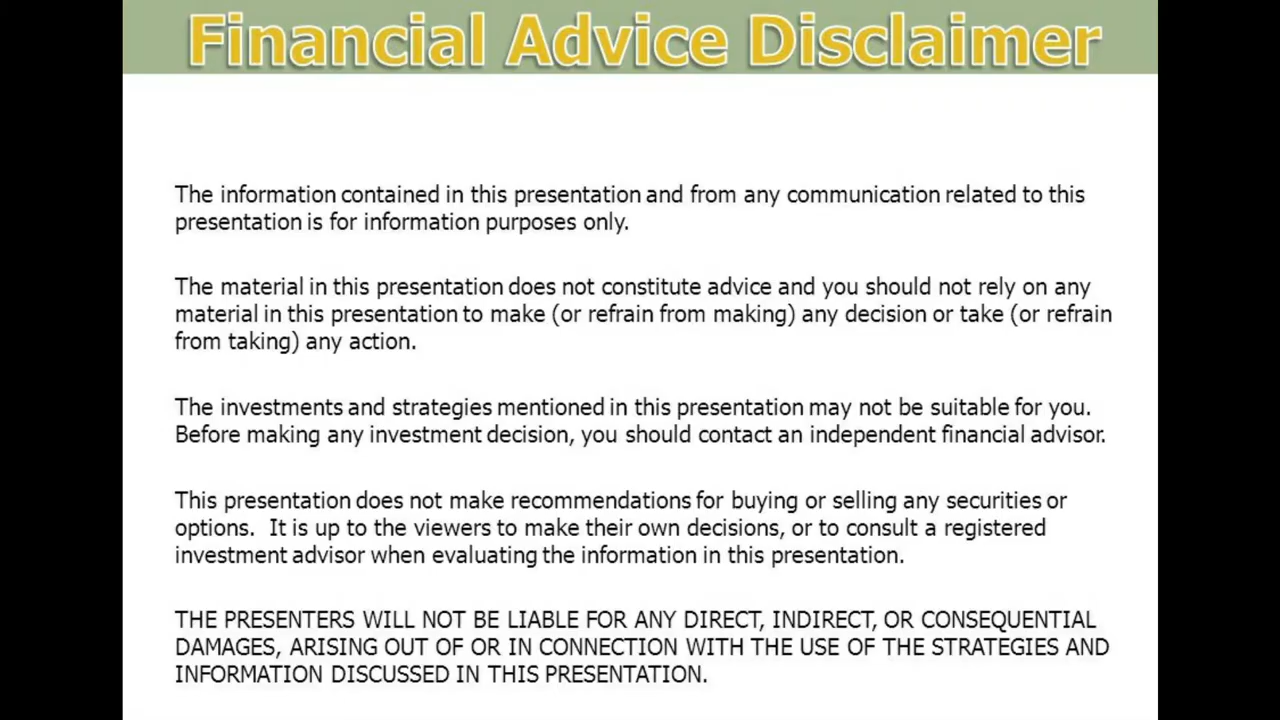 Financial Advice Disclaimer
The information contained in this presentation and from any communication related to this
presentation is for information purposes only.
The material in this presentation does not constitute advice and you should not rely on any
material in this presentation to make (or refrain from making) any decision or take (or refrain
from taking) any action.
The investments and strategies mentioned in this presentation may not be suitable for you.
Before making any investment decision, you should contact an independent financial advisor.
This presentation does not make recommendations for buying or selling any securities or
options.  It is up to the viewers to make their own decisions, or to consult a registered
investment advisor when evaluating the information in this presentation.
THE PRESENTERS WILL NOT BE LIABLE FOR ANY DIRECT, INDIRECT, OR CONSEQUENTIAL
DAMAGES, ARISING OUT OF OR IN CONNECTION WITH THE USE OF THE STRATEGIES AND
INFORMATION DISCUSSED IN THIS PRESENTATION.